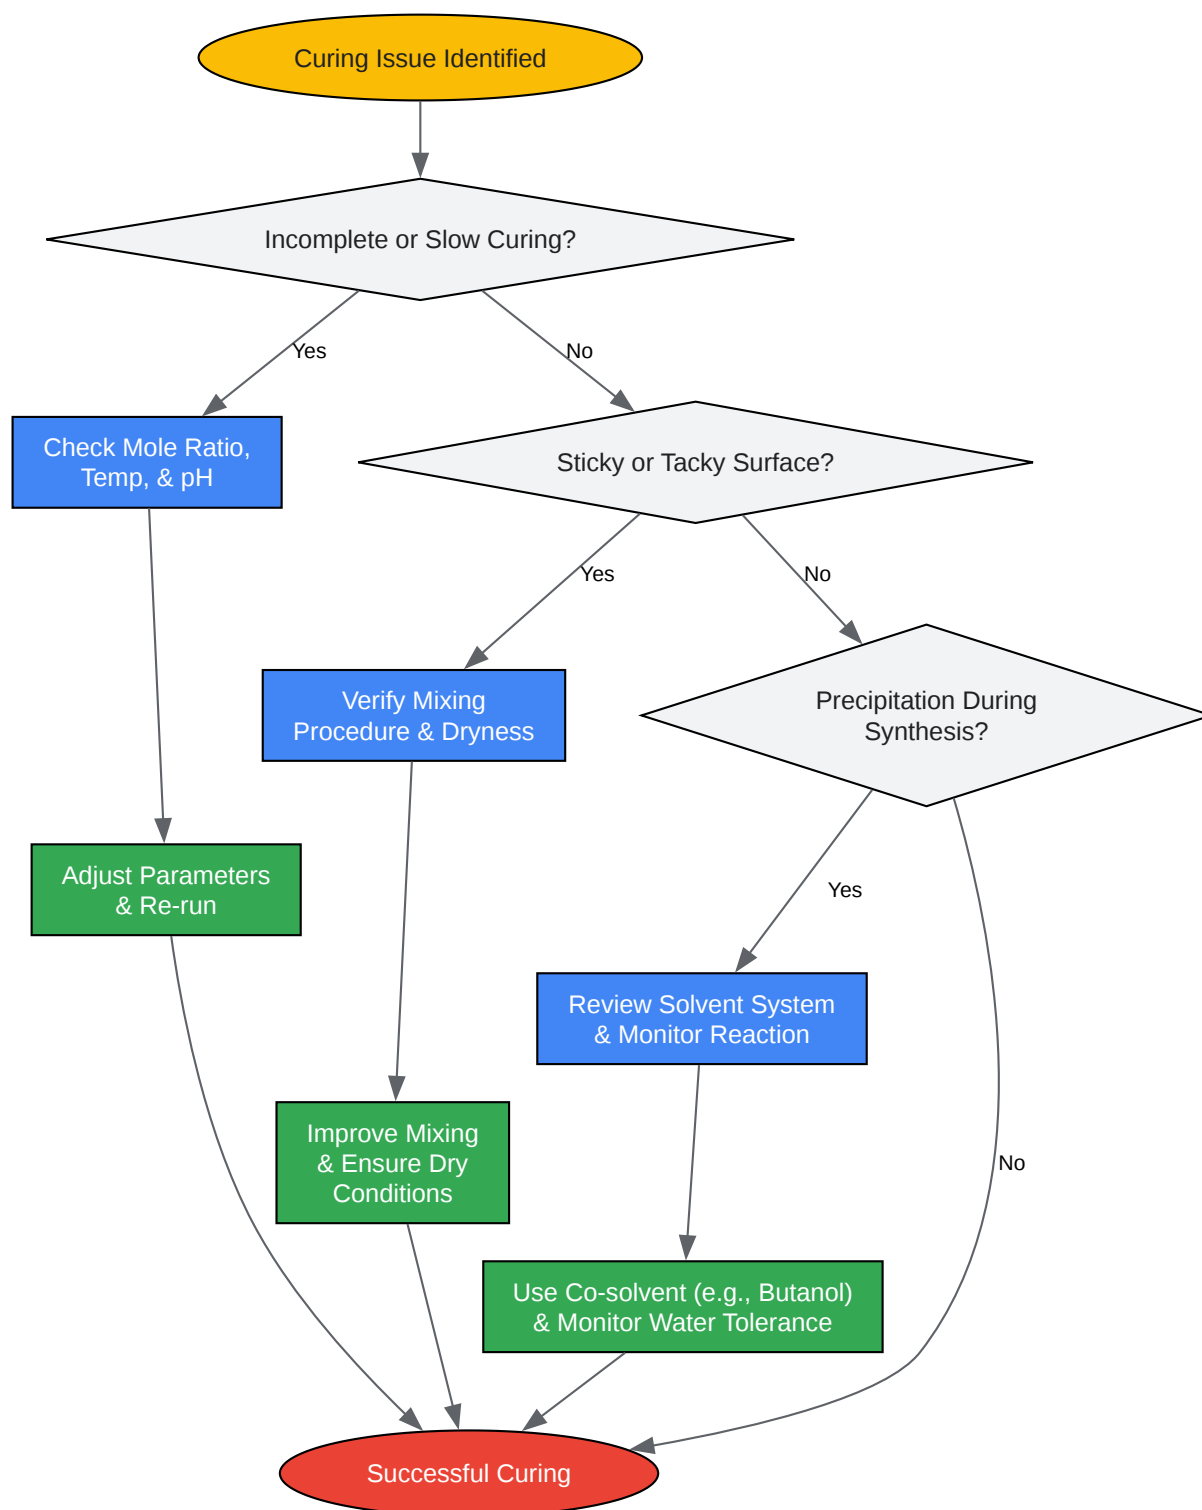 Curing Issue Identified
Incomplete or Slow Curing?
Yes
No
Check Mole Ratio,
Temp, & pH
Sticky or Tacky Surface?
Yes
No
Verify Mixing
Procedure & Dryness
Precipitation During
Synthesis?
Adjust Parameters
& Re-run
Yes
Review Solvent System
& Monitor Reaction
Improve Mixing
& Ensure Dry
Conditions
No
Use Co-solvent (e.g., Butanol)
& Monitor Water Tolerance
Successful Curing